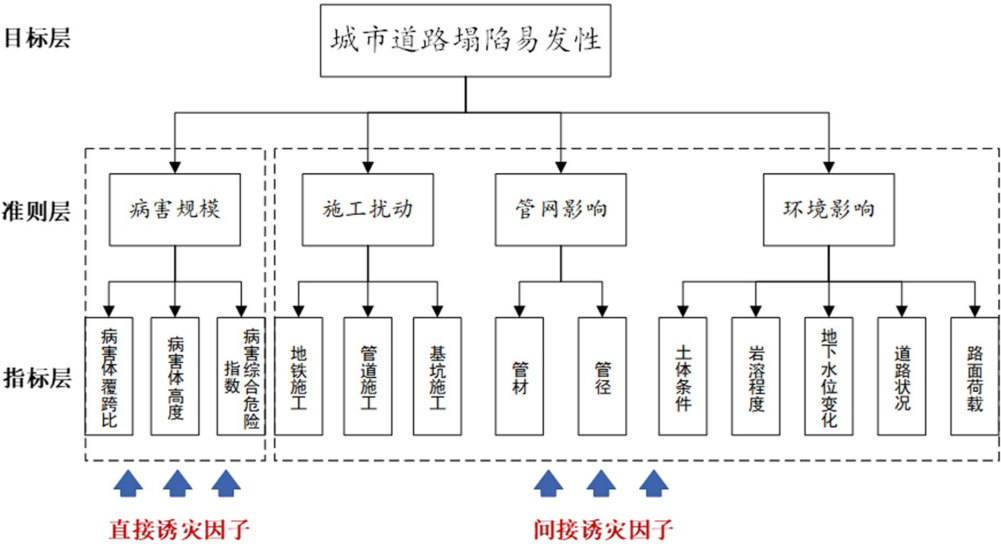 目标层
城市道路塌陷易发性
准则层
病害规模
施工扰动
管网影响
环境影响
指标层
病害体覆跨比
病害体高度
病害综合危险
指数
地铁施工
管道施工
基坑施工
管材
管径
土体条件
岩溶程度
地下水位变化
道路状况
路面荷载
直接诱灾因子
间接诱灾因子